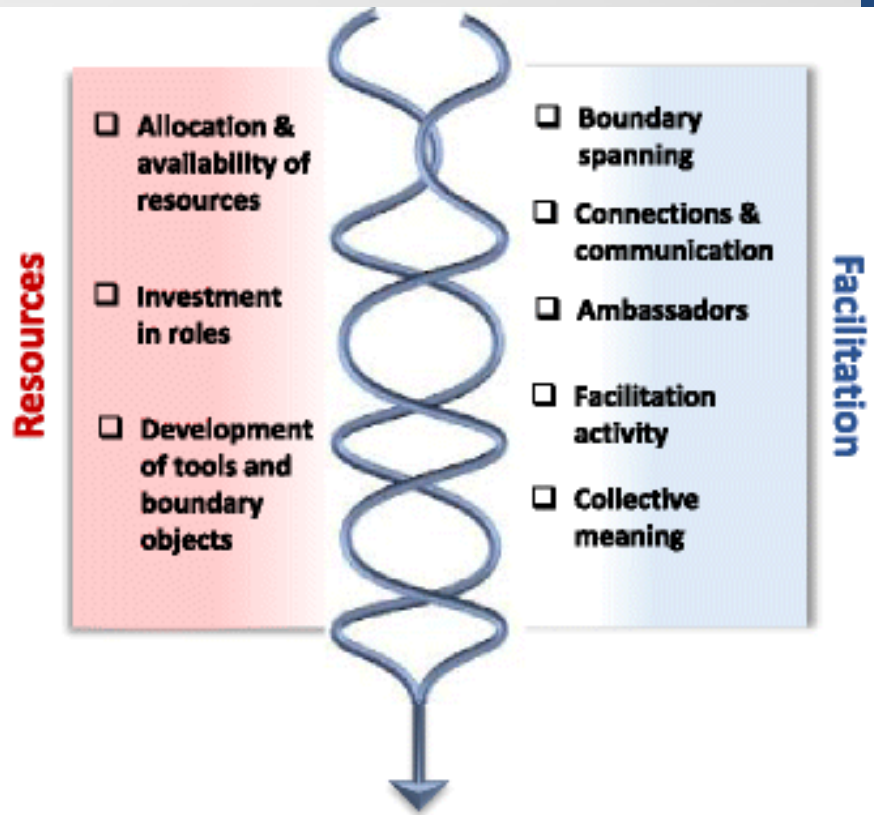 Resources
❑ Allocation &
availability of
resources
❑ Investment
in roles
❑ Development
of tools and
boundary
objects
❑ Boundary
spanning
❑ Connections &
communication
❑ Ambassadors
❑ Facilitation
activity
❑ Collective
meaning
Facilitation